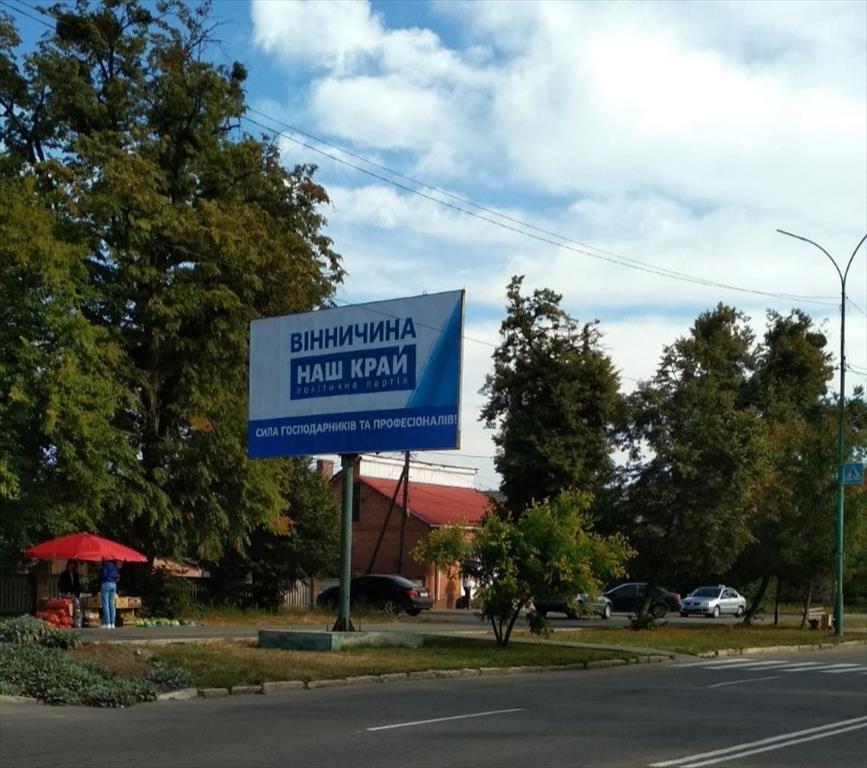 ВІННИЧИНА
НАШ КРАЙ
політична партія
СИЛА ГОСПОДАРНИКІВ ТА ПРОФЕСІОНАЛІВ!